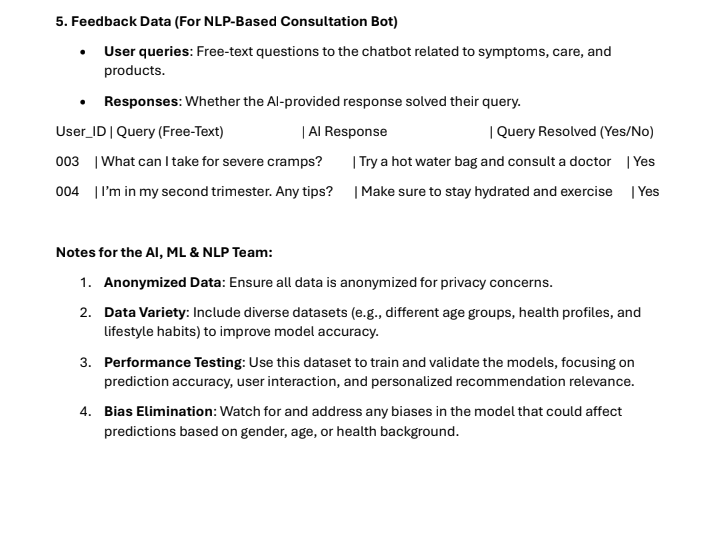 5. Feedback Data (For NLP-Based Consultation Bot)
• User queries: Free-text questions to the chatbot related to symptoms, care, and
products.
• Responses: Whether the AI-provided response solved their query.
User_ID | Query (Free-Text) | AI Response | Query Resolved (Yes/No)
003 | What can I take for severe cramps? | Try a hot water bag and consult a doctor | Yes
004 | I’m in my second trimester. Any tips? | Make sure to stay hydrated and exercise | Yes
Notes for the AI, ML & NLP Team:
1. Anonymized Data: Ensure all data is anonymized for privacy concerns.
2. Data Variety: Include diverse datasets (e.g., different age groups, health profiles, and
lifestyle habits) to improve model accuracy.
3. Performance Testing: Use this dataset to train and validate the models, focusing on
prediction accuracy, user interaction, and personalized recommendation relevance.
4. Bias Elimination: Watch for and address any biases in the model that could affect
predictions based on gender, age, or health background.